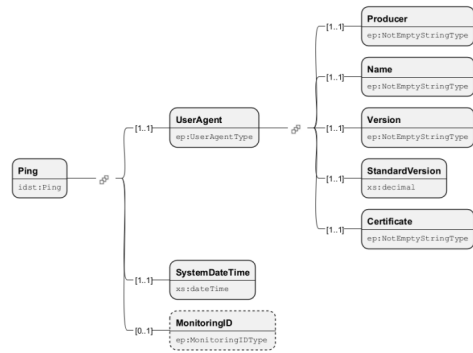 Ping
idst:Ping
[1..1]
UserAgent
ep:UserAgentType
[1..1]
Producer
ep:NotEmptyStringType
[1..1]
Name
ep:NotEmptyStringType
[1..1]
Version
ep:NotEmptyStringType
[1..1]
StandardVersion
xs:decimal
[1..1]
Certificate
ep:NotEmptyStringType
[1..1]
SystemDateTime
xs:dateTime
[0..1]
MonitoringID
ep:MonitoringIDType